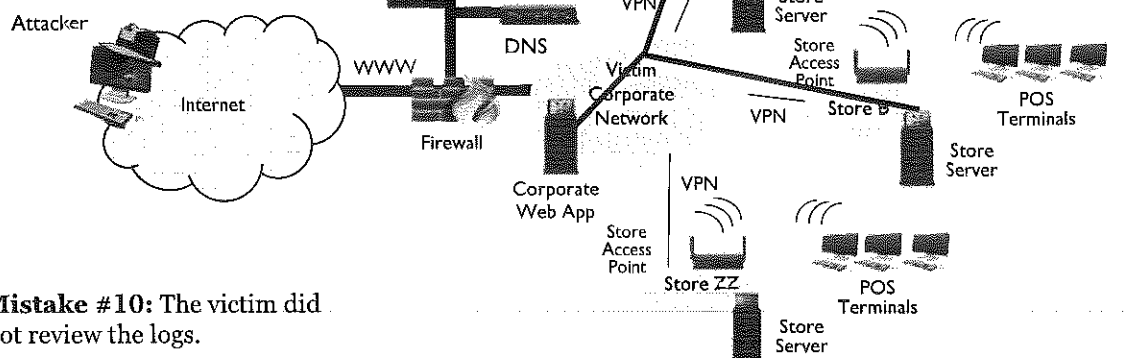 Attacker
Internet
WWW
DNS
Firewall
VPN
Victim
Corporate
Network
Corporate
Web App
Store
Server
Store
Access
Point
Store B
VPN
POS
Terminals
Store
Server
VPN
Store
Access
Point
Store ZZ
POS
Terminals
Store
Server
Mistake #10: The victim did
not review the logs.